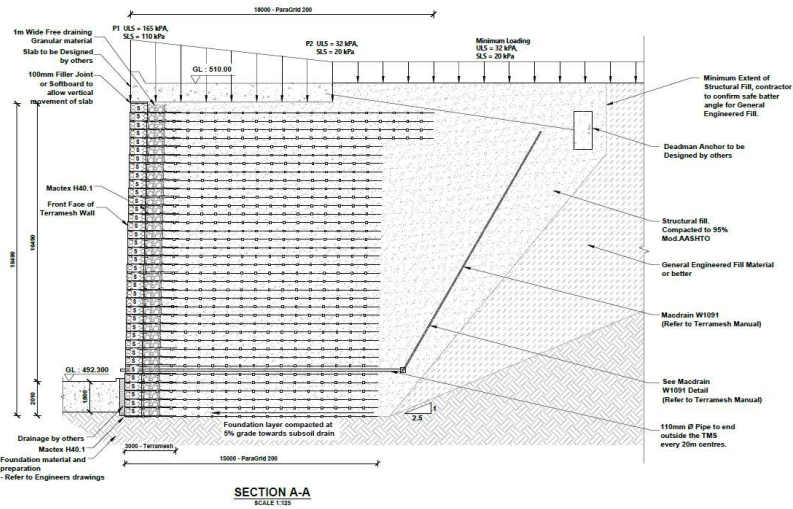 18000 - ParaGrid 200
P1 ULS = 165 kPA,
SLS = 110 kPa
P2 ULS = 32 kPA,
SLS = 20 kPa
Minimum Loading
ULS = 32 kPA,
SLS = 20 kPa
GL : 510.00
1m Wide Free draining
Granular material
Slab to be Designed
by others
100mm Filler Joint
or Softboard to
allow vertical
movement of slab
Mactex H40.1
Front Face of
Terramesh Wall
18490
16490
2010
GL : 492.300
Drainage by others
Mactex H40.1
Foundation material and
preparation
- Refer to Engineers drawings
3000 - Terramesh
15000 - ParaGrid 200
Foundation layer compacted at
5% grade towards subsoil drain
1
2.5
Minimum Extent of
Structural Fill, contractor
to confirm safe batter
angle for General
Engineered Fill.
Deadman Anchor to be
Designed by others
Structural fill.
Compacted to 95%
Mod.AASHTO
General Engineered Fill Material
or better
Macdrain W1091
(Refer to Terramesh Manual)
See Macdrain
W1091 Detail
(Refer to Terramesh Manual)
110mm Ø Pipe to end
outside the TMS
every 20m centres.
SECTION A-A
SCALE 1:125